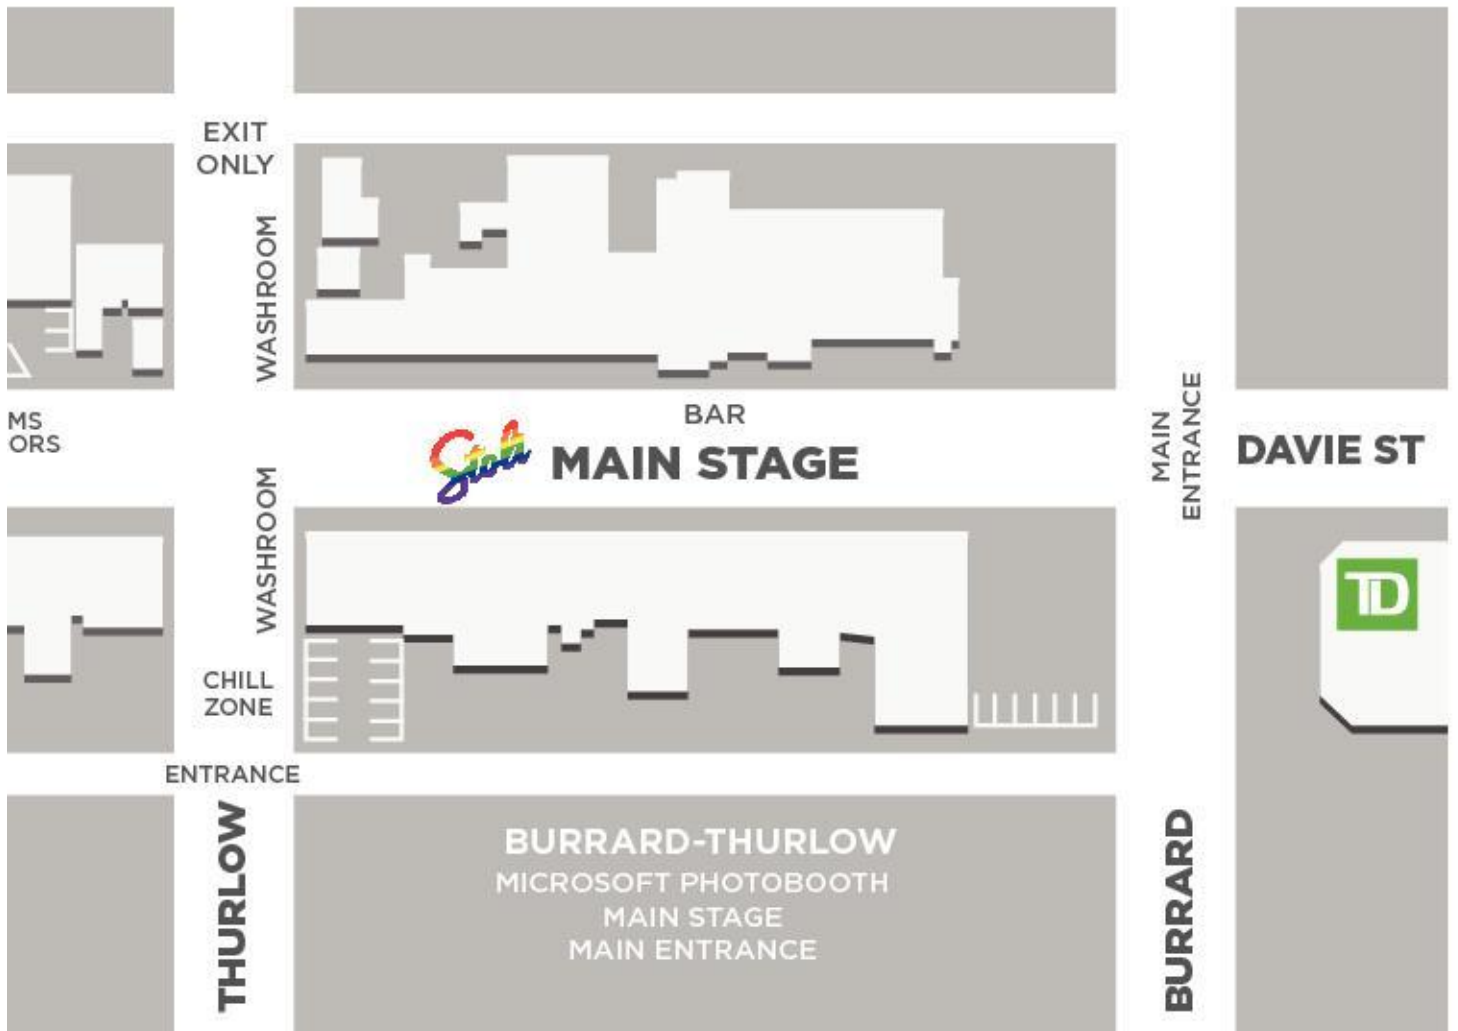 EXIT
ONLY
WASHROOM
BAR
MS
ORS
Stoli
MAIN STAGE
MAIN
ENTRANCE
DAVIE ST
WASHROOM
TD
CHILL
ZONE
ENTRANCE
THURLOW
BURRARD-THURLOW
MICROSOFT PHOTOBOOTH
MAIN STAGE
MAIN ENTRANCE
BURRARD